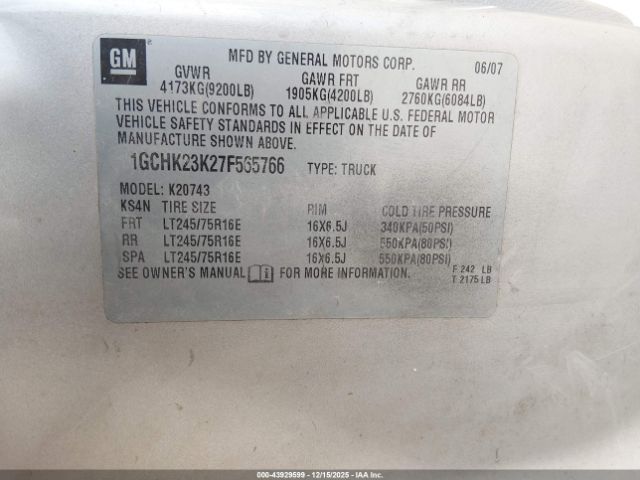 GM
MFD BY GENERAL MOTORS CORP. 06/07
GVWR GAWR FRT GAWR RR
4173KG(9200LB) 1905KG(4200LB) 2760KG(6084LB)
THIS VEHICLE CONFORMS TO ALL APPLICABLE U.S. FEDERAL MOTOR
VEHICLE SAFETY STANDARDS IN EFFECT ON THE DATE OF
MANUFACTURE SHOWN ABOVE.
1GCHK23K27F565766 TYPE: TRUCK
MODEL: K20743
KS4N TIRE SIZE RIM COLD TIRE PRESSURE
FRT LT245/75R16E 16X6.5J 340KPA(50PSI)
RR LT245/75R16E 16X6.5J 550KPA(80PSI)
SPA LT245/75R16E 16X6.5J 550KPA(80PSI)
SEE OWNER'S MANUAL FOR MORE INFORMATION.
F 242 LB
T 2175 LB
000-43929599 - 12/15/2025 - IAAI, Inc.